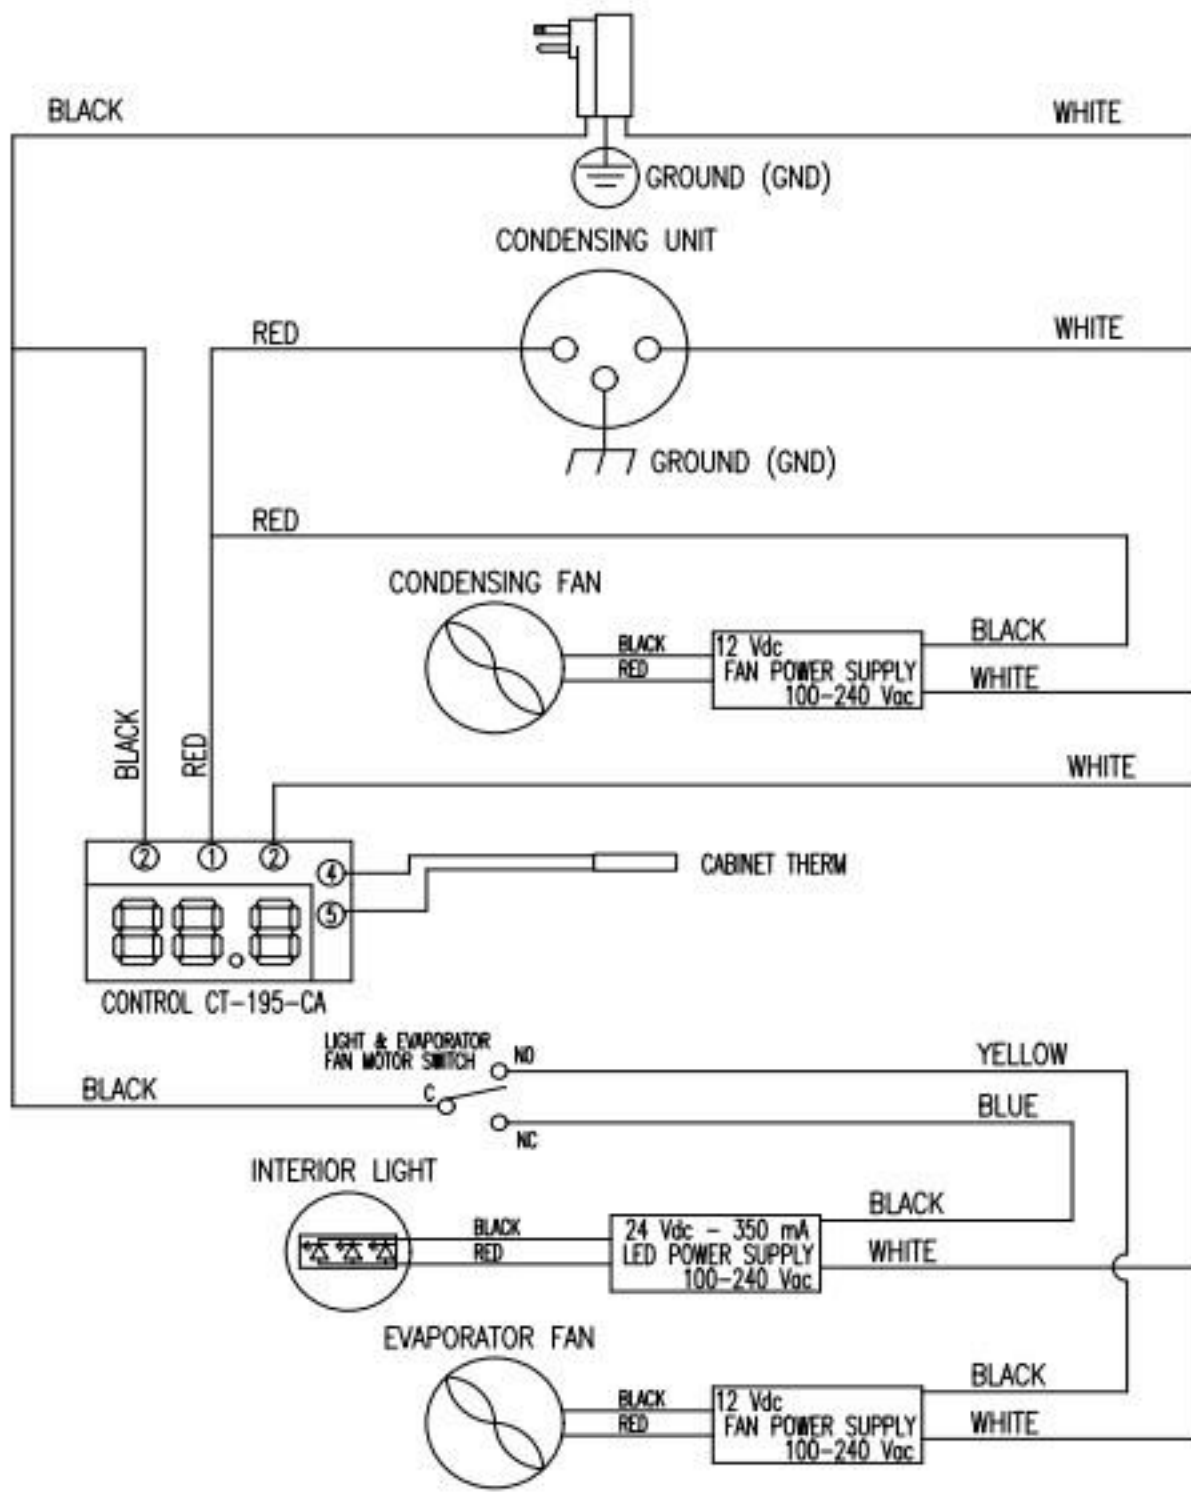 BLACK
WHITE
GROUND (GND)
CONDENSING UNIT
RED
WHITE
GROUND (GND)
RED
CONDENSING FAN
BLACK
RED
12 Vdc
FAN POWER SUPPLY
100-240 Vac
BLACK
WHITE
BLACK
RED
WHITE
2
1
2
4
5
CABINET THERM
88.8
CONTROL CT-195-CA
LIGHT & EVAPORATOR
FAN MOTOR SWITCH
NO
C
NC
YELLOW
BLACK
BLUE
INTERIOR LIGHT
BLACK
RED
24 Vdc - 350 mA
LED POWER SUPPLY
100-240 Vac
BLACK
WHITE
EVAPORATOR FAN
BLACK
RED
12 Vdc
FAN POWER SUPPLY
100-240 Vac
BLACK
WHITE